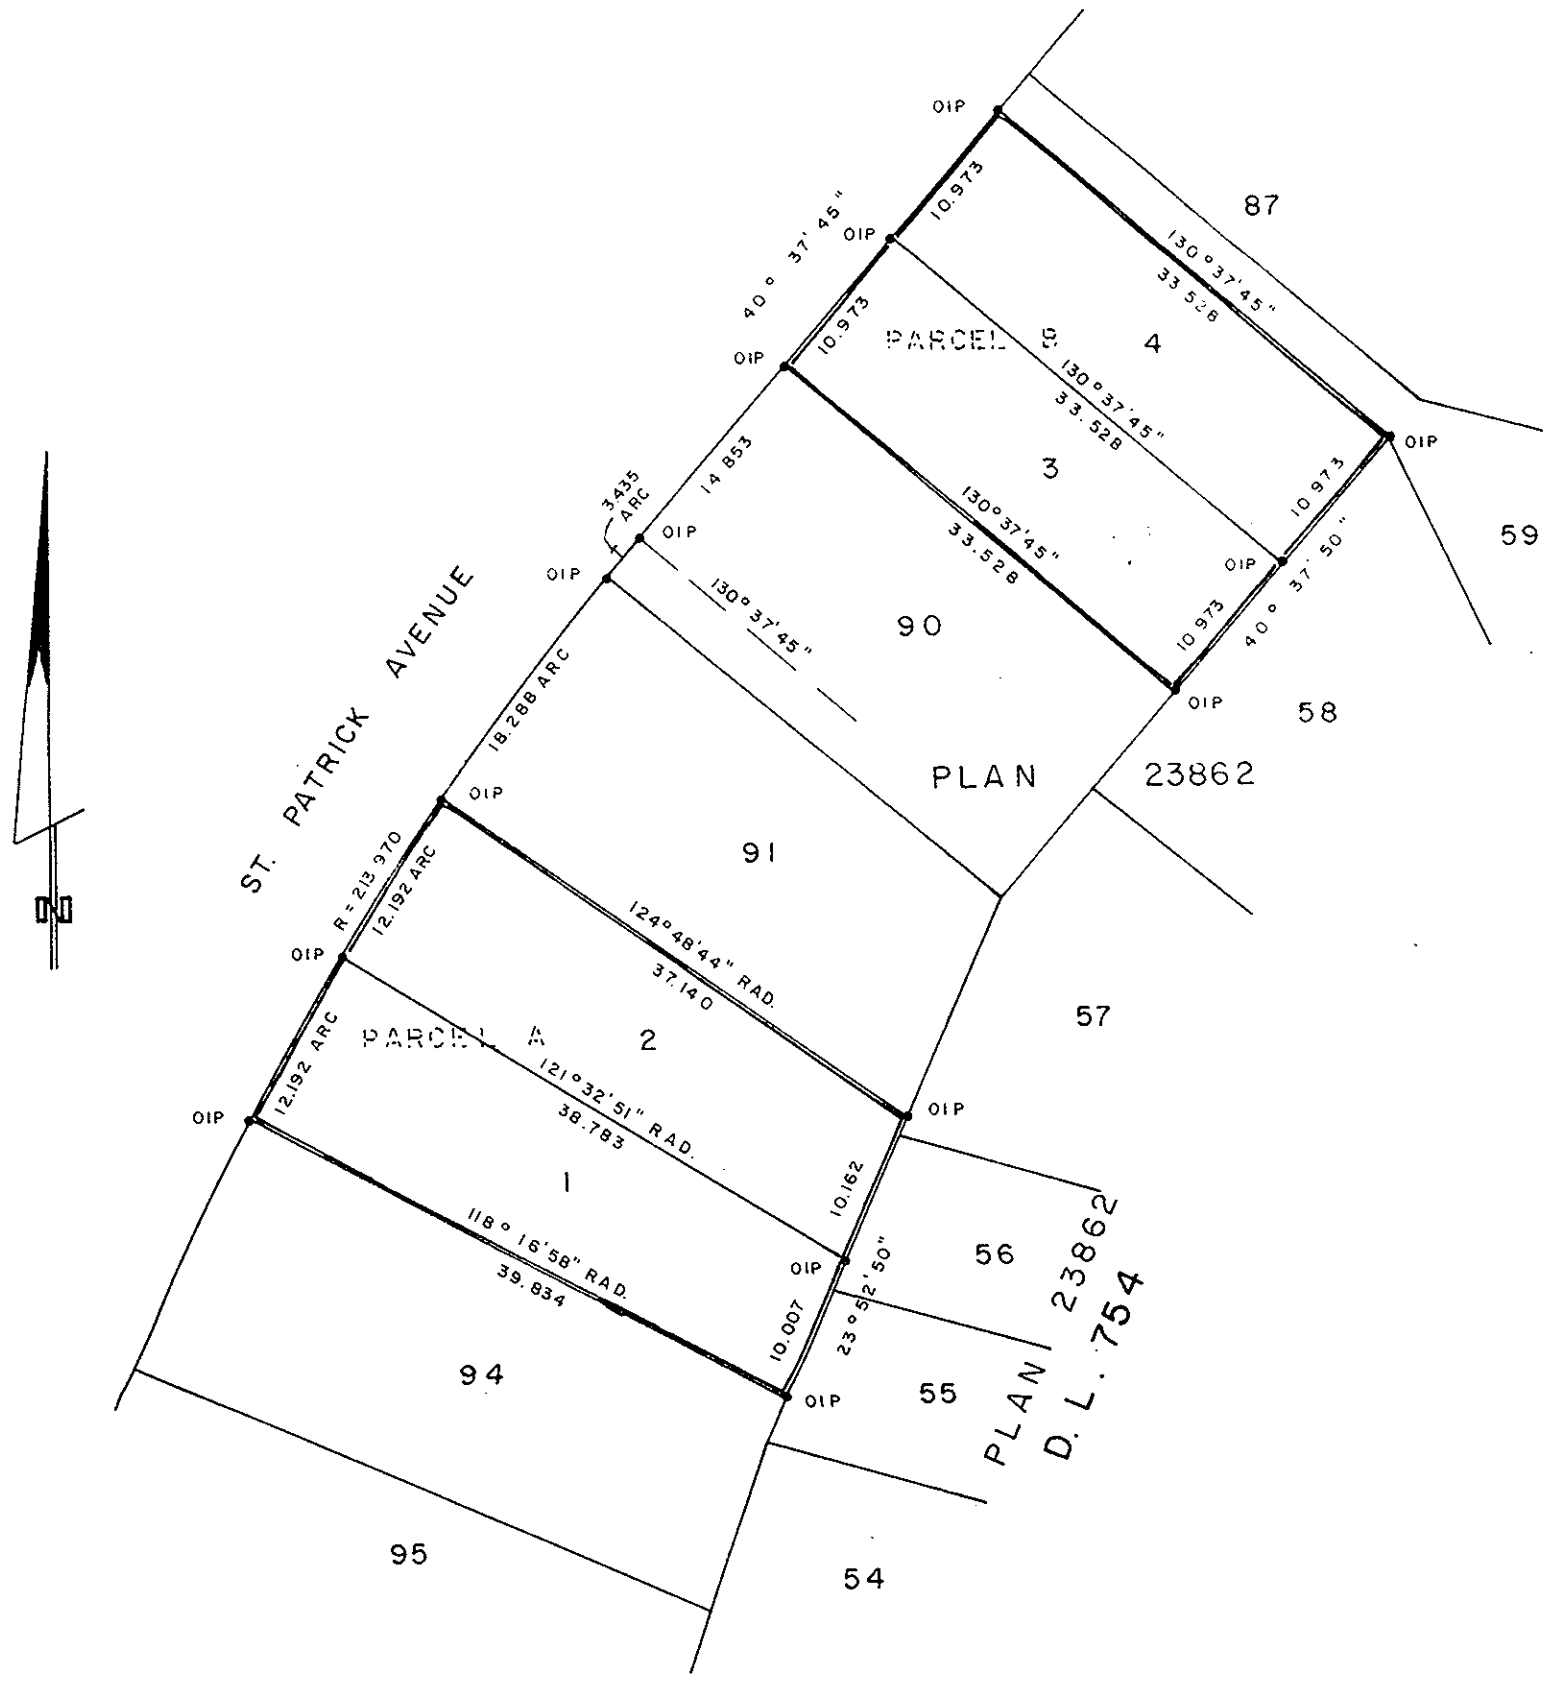 OIP
87
10.973
40° 37' 45"
OIP
130°37'45"
33 528
10.973
PARCEL B
4
OIP
130°37'45"
33.528
OIP
3
14 853
10 973
59
3.435
ARC
130°37'45"
33.528
OIP
OIP
40° 37' 50"
OIP
130°37'45"
10 973
90
OIP
58
18.288 ARC
ST. PATRICK AVENUE
PLAN 23862
OIP
91
R = 213 970
12.192 ARC
124°48'44" RAD.
37.140
OIP
N
57
PARCEL A
2
12.192 ARC
121°32'51" RAD.
38.783
OIP
OIP
10.162
1
118° 16'58" RAD.
39.834
OIP
56
23°52'50"
10.007
PLAN 23862
D. L. 754
94
55
OIP
95
54